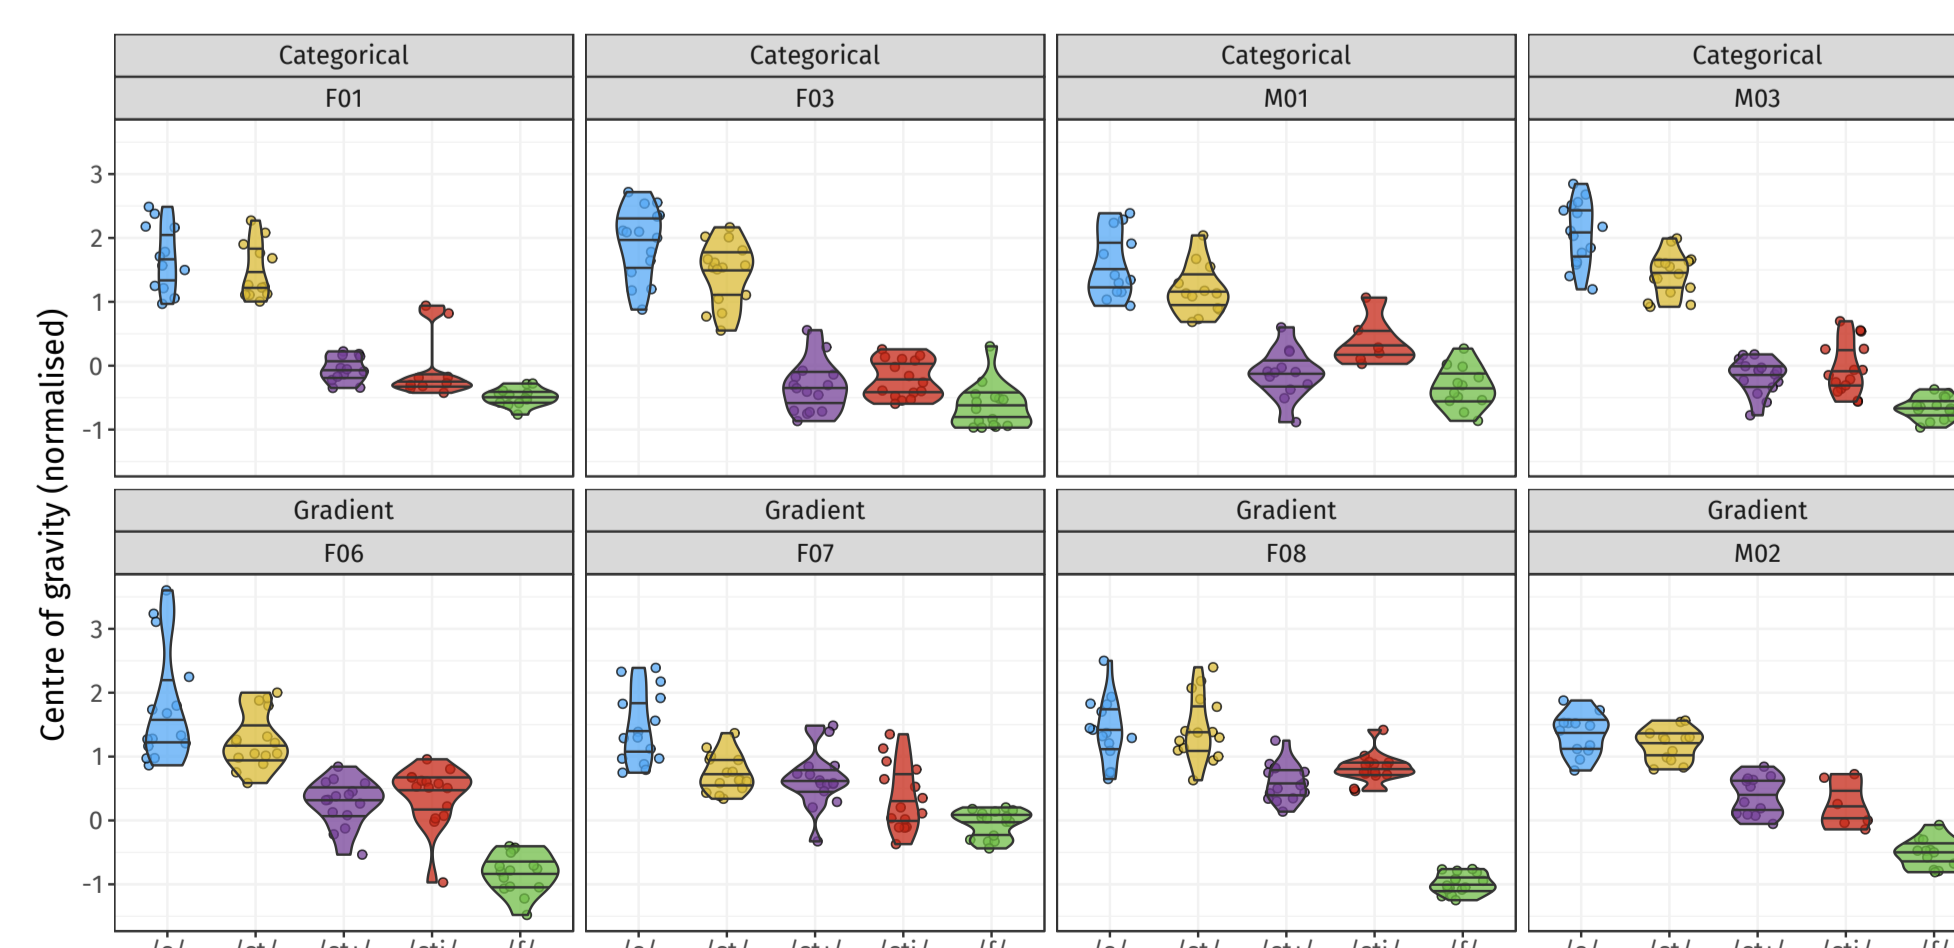 Categorical Categorical Categorical Categorical
F01 F03 M01 M03
3
2
1
0
-1
Centre of gravity (normalised)
Gradient Gradient Gradient Gradient
F06 F07 F08 M02
3
2
1
0
-1